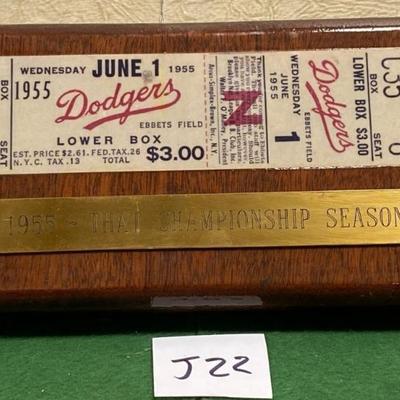 BOX
1955
SEAT
WEDNESDAY JUNE 1 1955
Dodgers
EBBETS FIELD
LOWER BOX
EST. PRICE $2.61 FED.TAX.26
N.Y.C. TAX .13 TOTAL $3.00
N
WEDNESDAY
JUNE
1
1955
Dodgers
EBBETS FIELD
LOWER BOX
$3.00
BOX
SEAT
C35
1955 - THAT CHAMPIONSHIP SEASON
J22